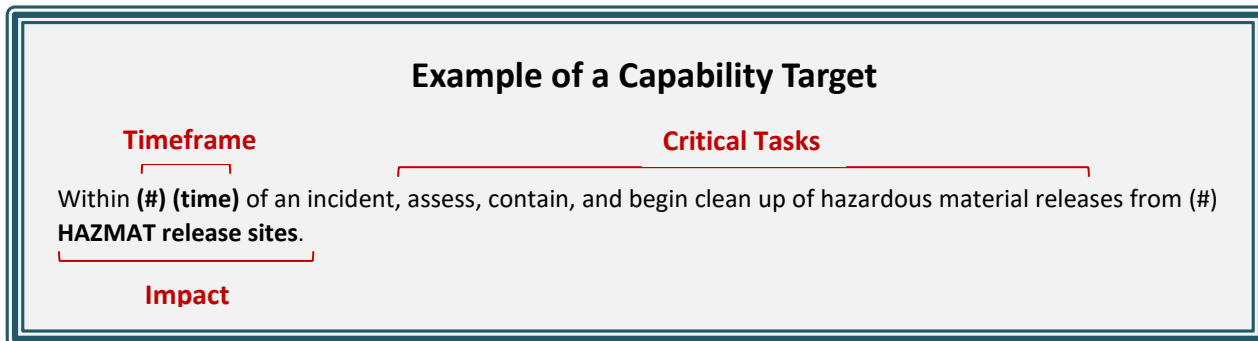 Example of a Capability Target
Timeframe
Critical Tasks
Within (#) (time) of an incident, assess, contain, and begin clean up of hazardous material releases from (#)
HAZMAT release sites.
Impact